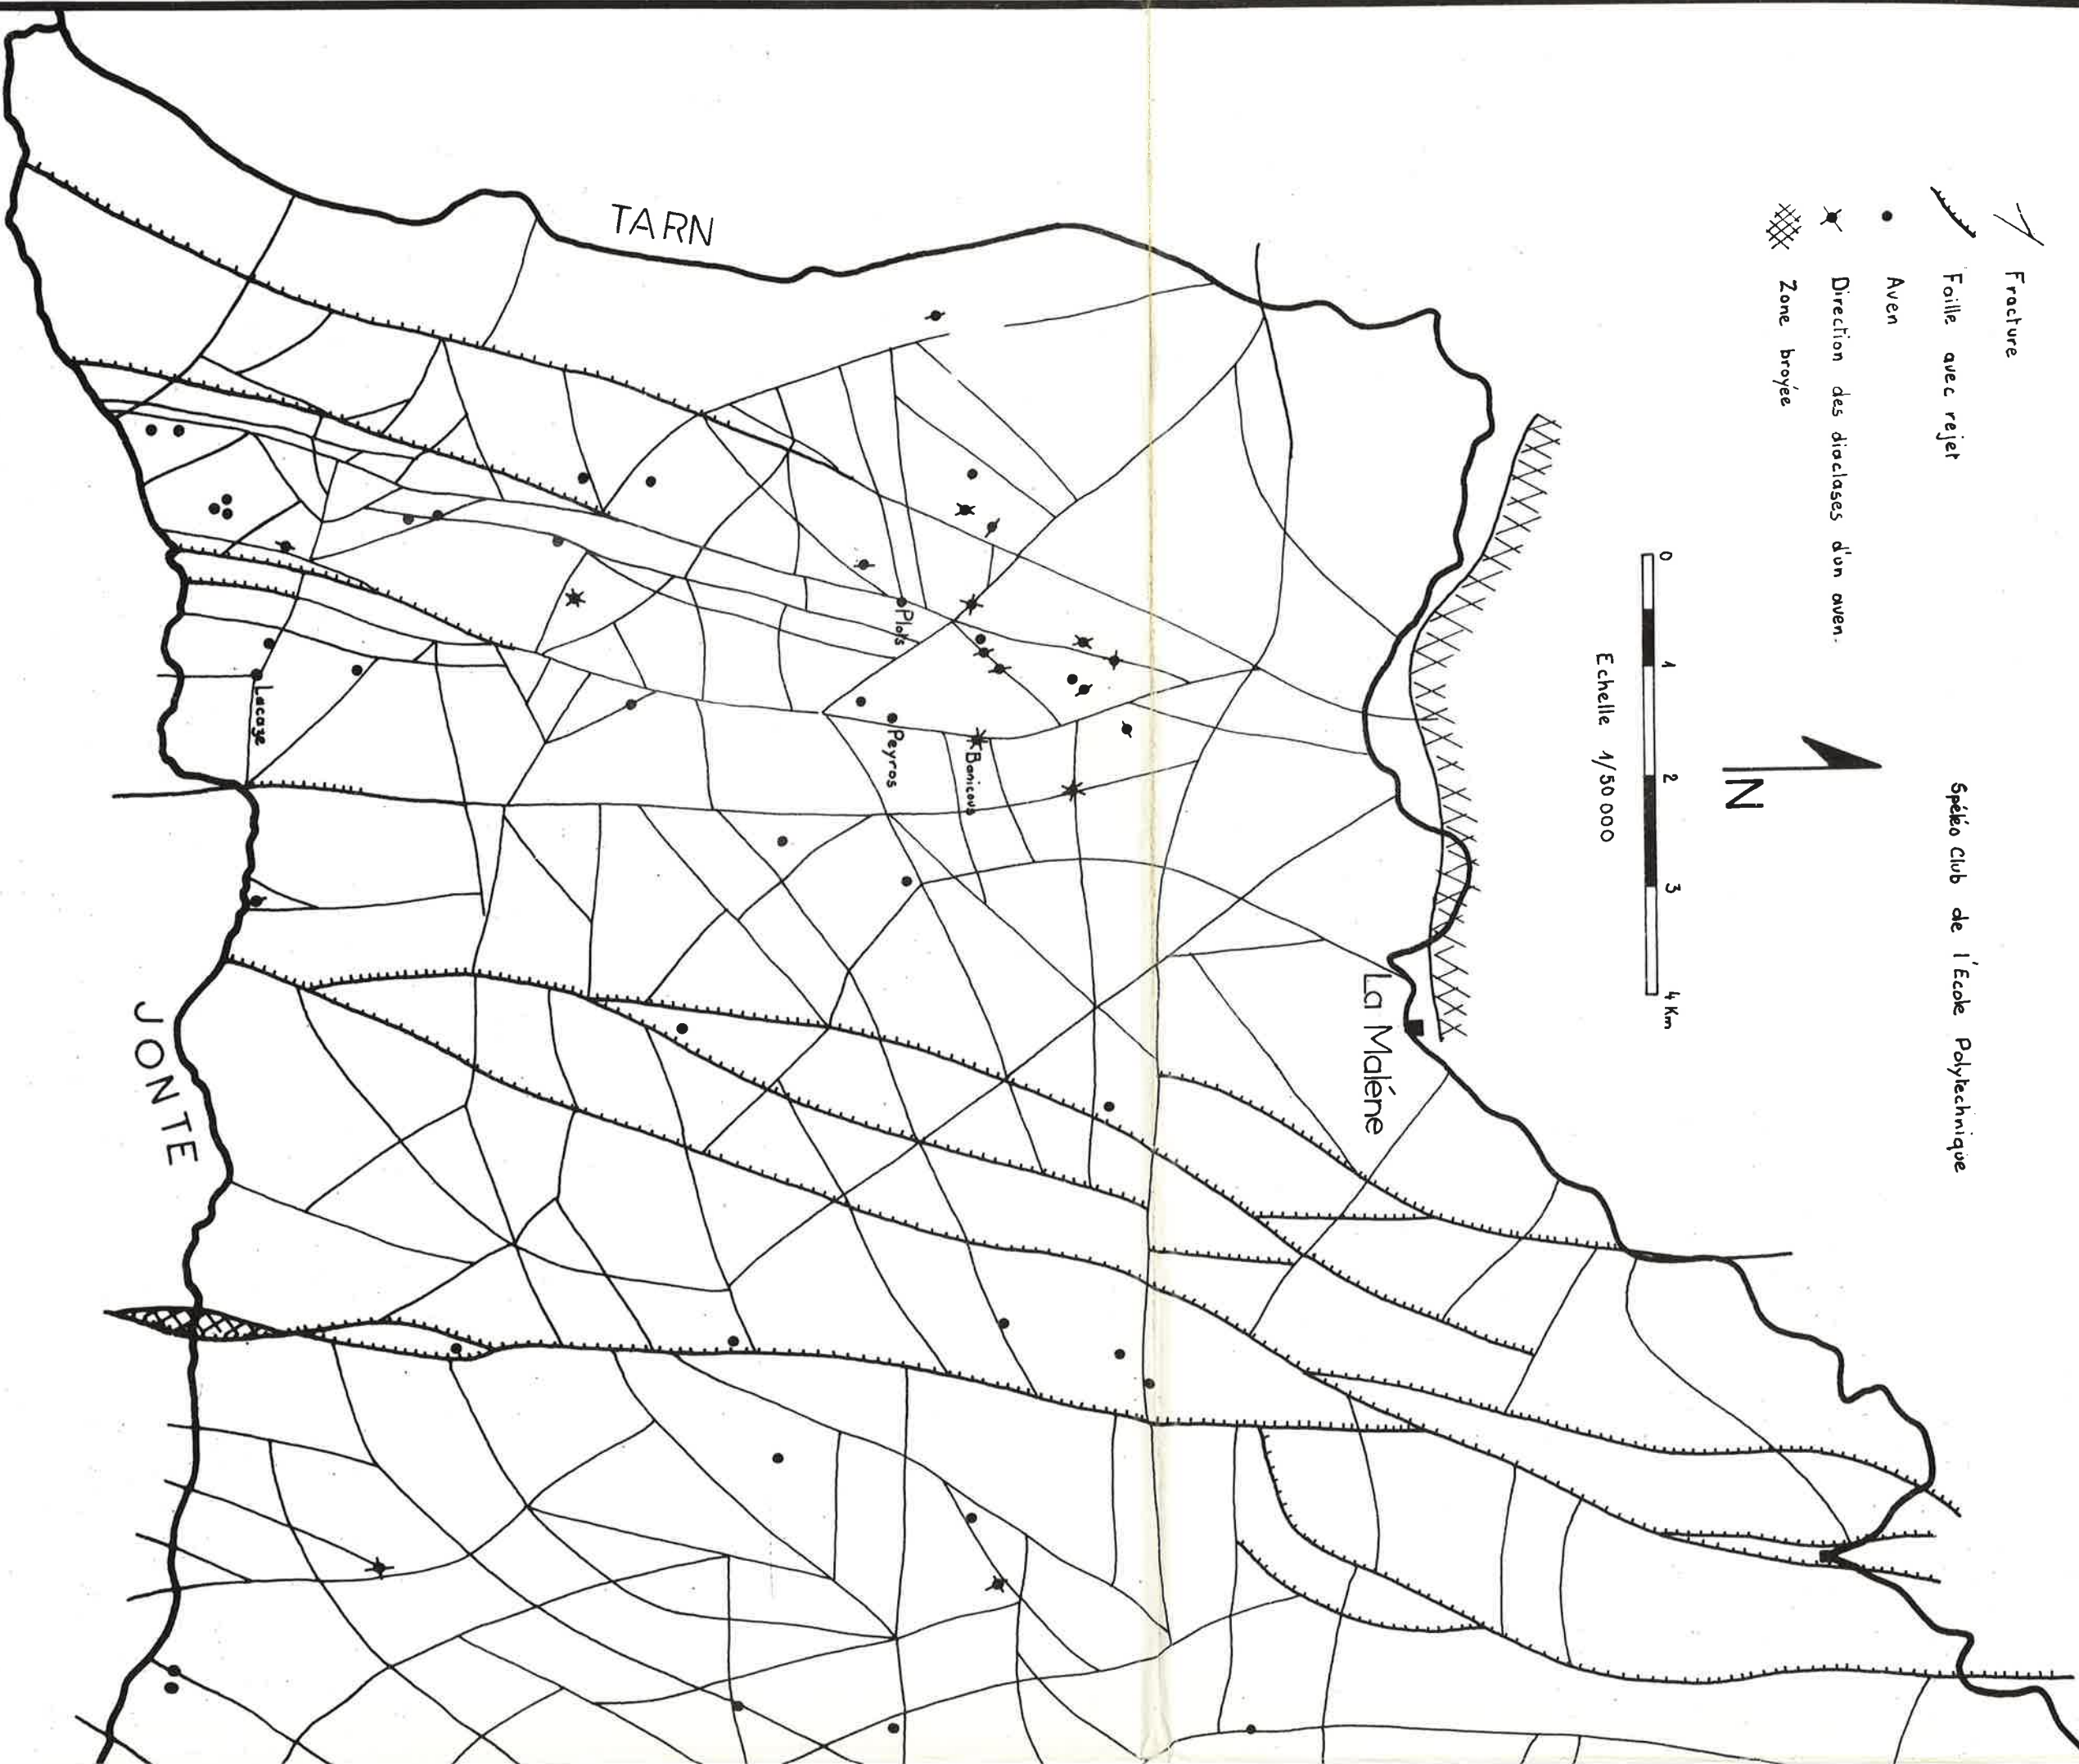 Spéléo Club de l'Ecole Polytechnique
Fracture
Faille avec rejet
Aven
Direction des diaclases d'un aven.
Zone broyée
N
0 1 2 3 4 Km
Echelle 1/50 000
TARN
La Malène
Plots
Peyros
Bonicous
Lacaze
JONTE